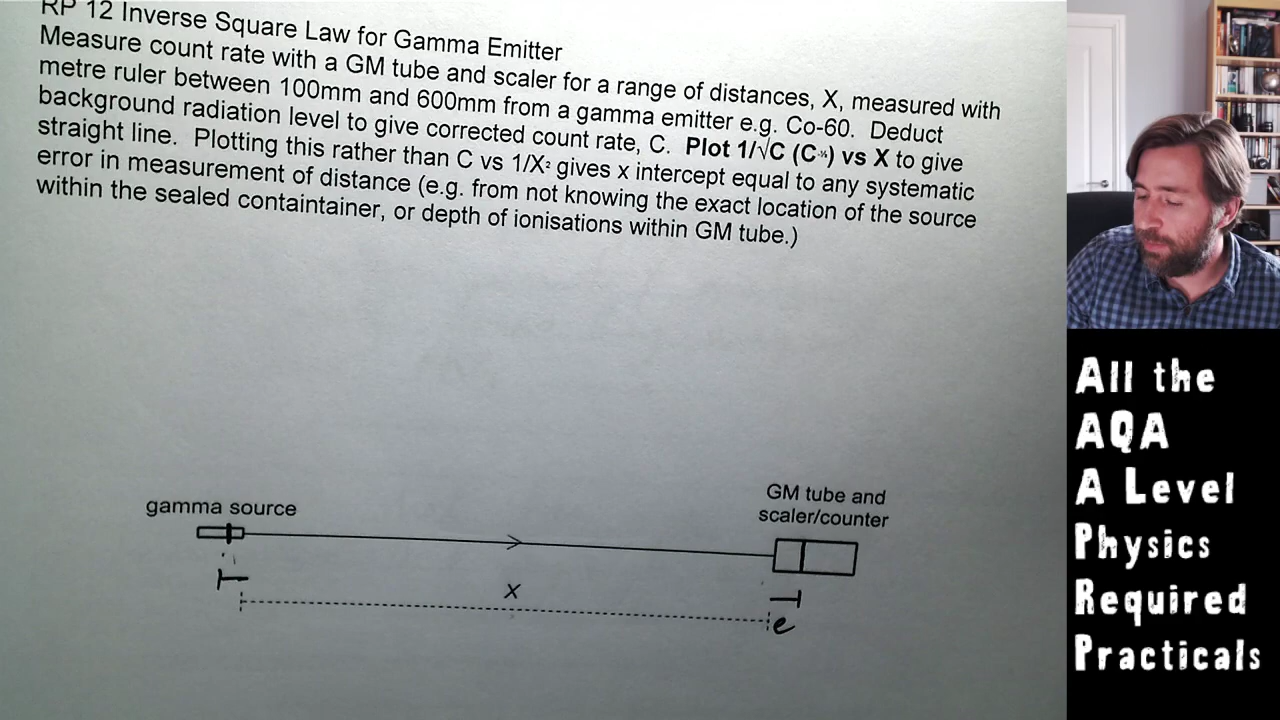 RP 12 Inverse Square Law for Gamma Emitter
Measure count rate with a GM tube and scaler for a range of distances, X, measured with
metre ruler between 100mm and 600mm from a gamma emitter e.g. Co-60. Deduct
background radiation level to give corrected count rate, C. Plot 1/√C (C⁻½) vs X to give
straight line. Plotting this rather than C vs 1/X² gives x intercept equal to any systematic
error in measurement of distance (e.g. from not knowing the exact location of the source
within the sealed containtainer, or depth of ionisations within GM tube.)
gamma source
GM tube and
scaler/counter
x
e
All the
AQA
A Level
Physics
Required
Practicals